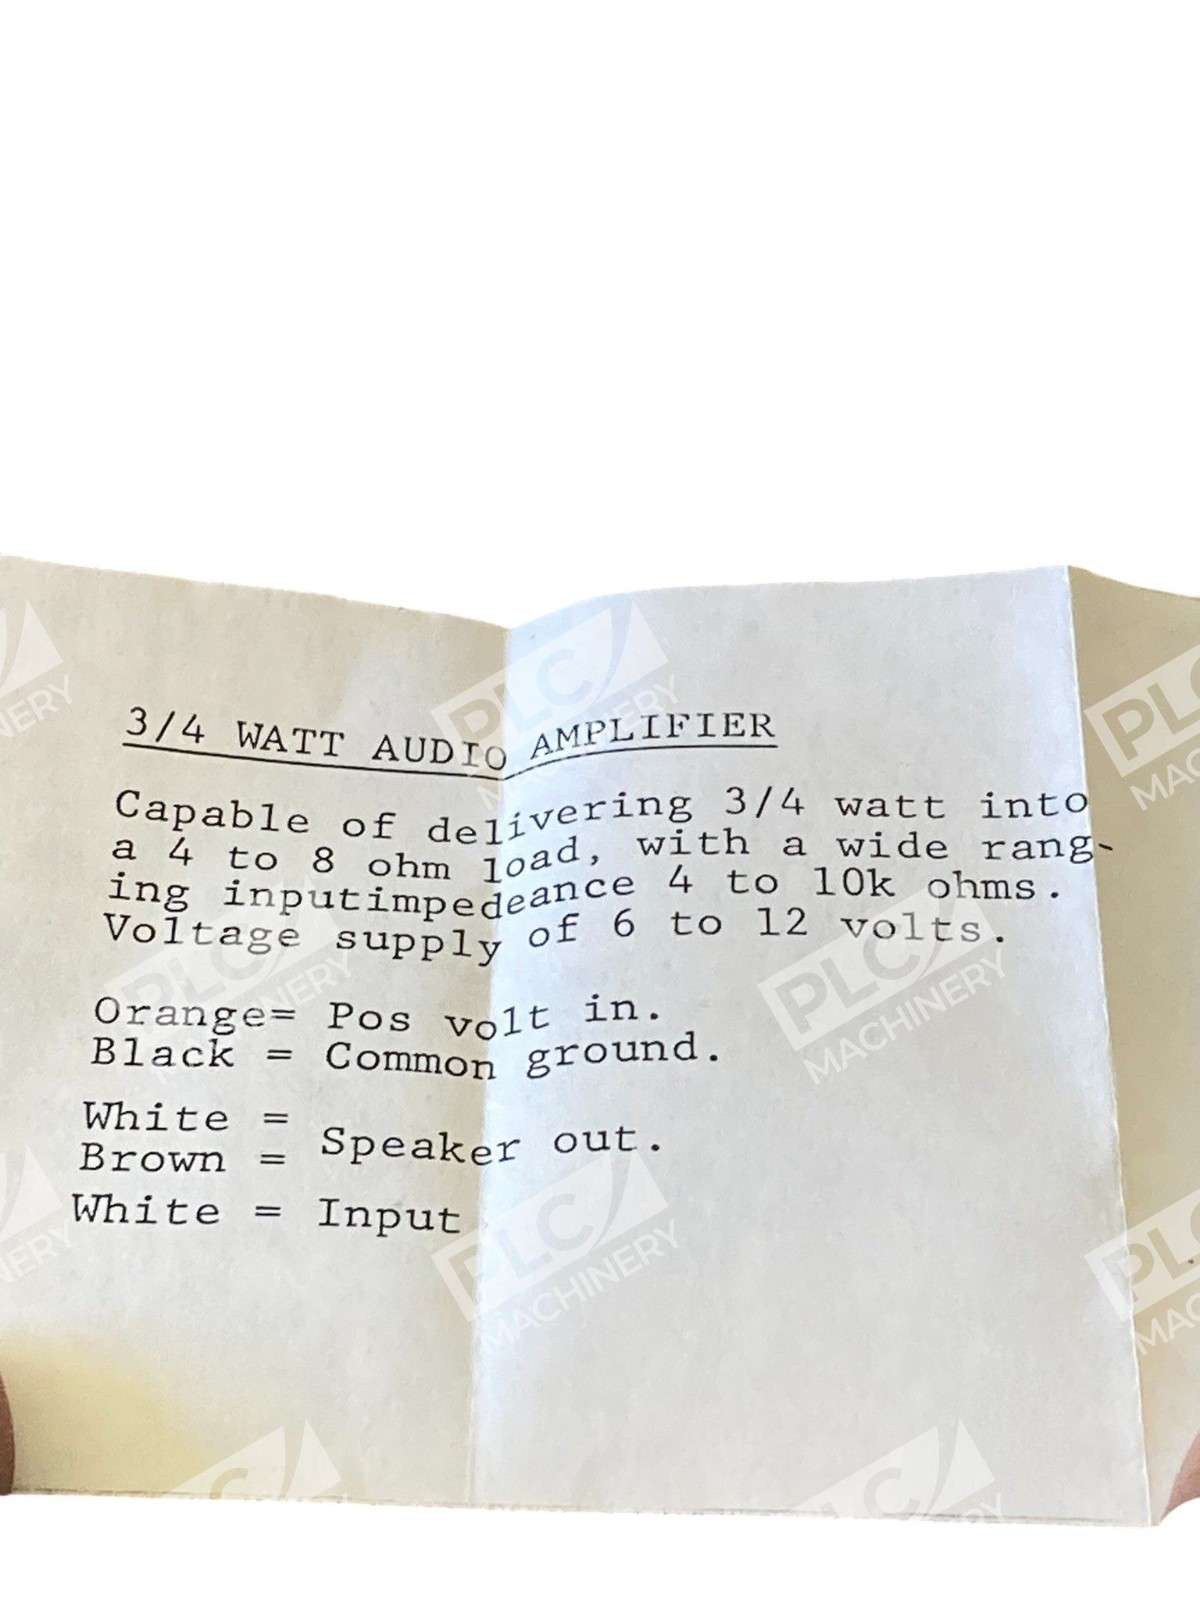 3/4 WATT AUDIO AMPLIFIER
Capable of delivering 3/4 watt into
a 4 to 8 ohm load, with a wide rang-
ing inputimpedeance 4 to 10k ohms.
Voltage supply of 6 to 12 volts.
Orange= Pos volt in.
Black = Common ground.
White =
Speaker out.
Brown =
White = Input
PLC
MACHINERY